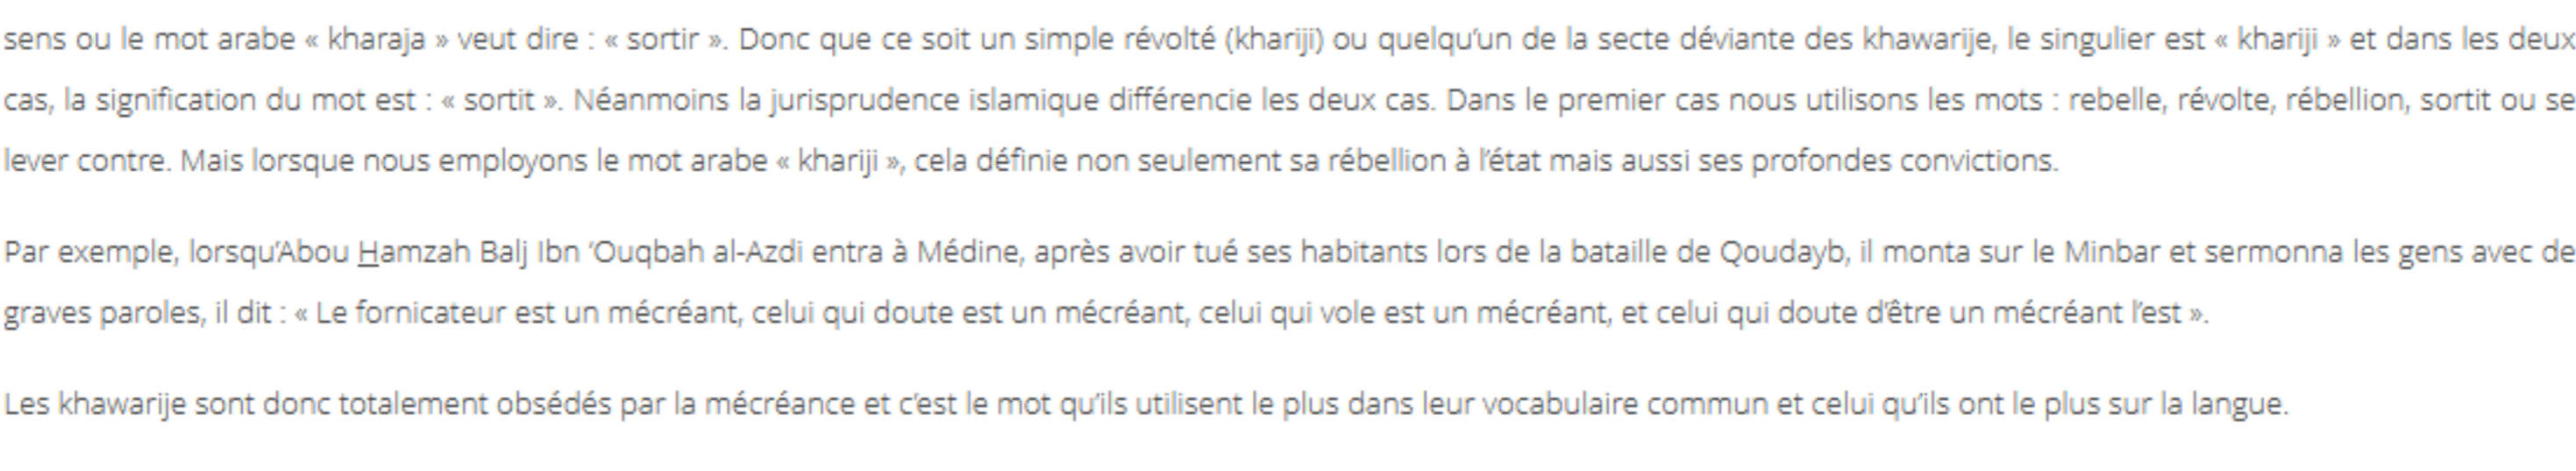 sens ou le mot arabe « kharaja » veut dire : « sortir ». Donc que ce soit un simple révolté (khariji) ou quelqu'un de la secte déviante des khawarije, le singulier est « khariji » et dans les deux
cas, la signification du mot est : « sortit ». Néanmoins la jurisprudence islamique différencie les deux cas. Dans le premier cas nous utilisons les mots : rebelle, révolte, rébellion, sortit ou se
lever contre. Mais lorsque nous employons le mot arabe « khariji », cela définie non seulement sa rébellion à l'état mais aussi ses profondes convictions.
Par exemple, lorsqu'Abou Hamzah Balj Ibn 'Ouqbah al-Azdi entra à Médine, après avoir tué ses habitants lors de la bataille de Qoudayb, il monta sur le Minbar et sermonna les gens avec de
graves paroles, il dit : « Le fornicateur est un mécréant, celui qui doute est un mécréant, celui qui vole est un mécréant, et celui qui doute d'être un mécréant l'est ».
Les khawarije sont donc totalement obsédés par la mécréance et c'est le mot qu'ils utilisent le plus dans leur vocabulaire commun et celui qu'ils ont le plus sur la langue.